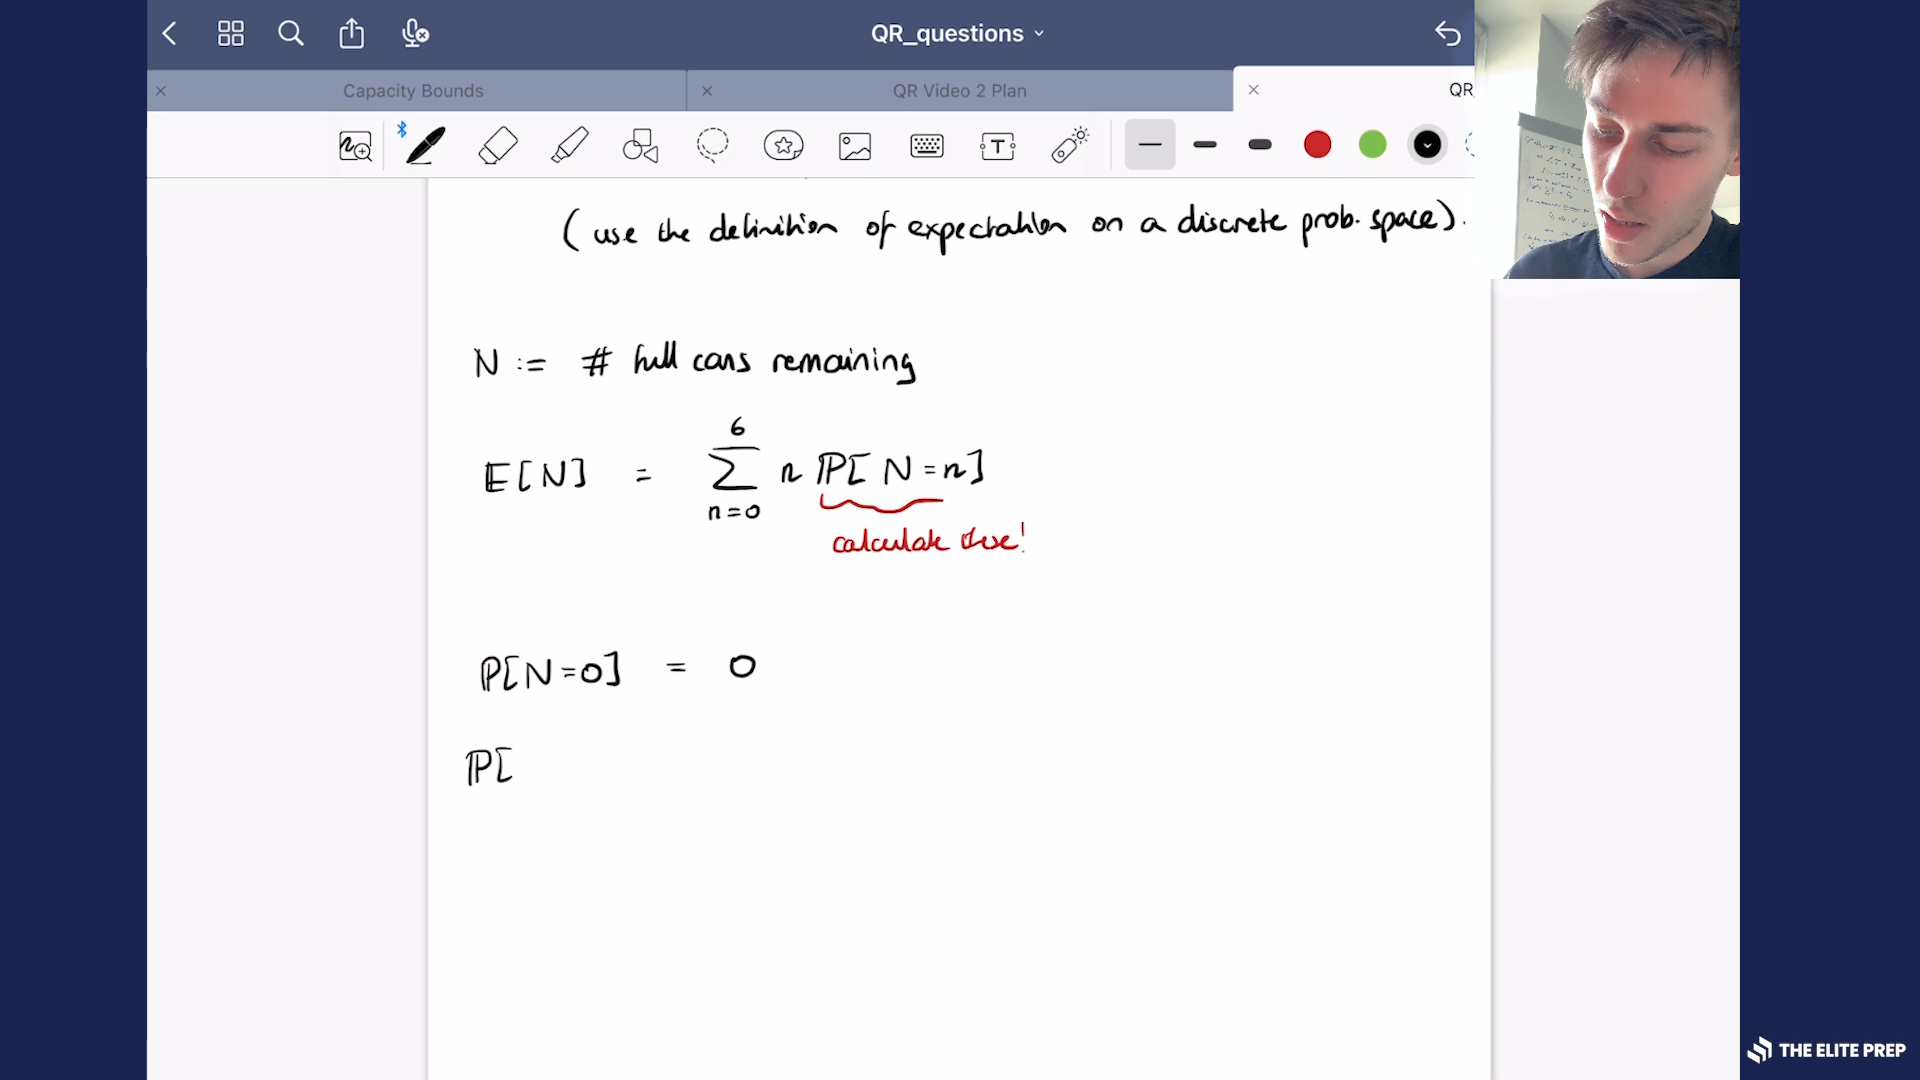 QR_questions
Capacity Bounds
QR Video 2 Plan
QR
T
(use the definition of expectation on a discrete prob. space).
N := # full cans remaining
E[N] = 6 Σ n=0 n ℙ[N=n]
calculate these!
ℙ[N=0] = 0
ℙ[
THE ELITE PREP